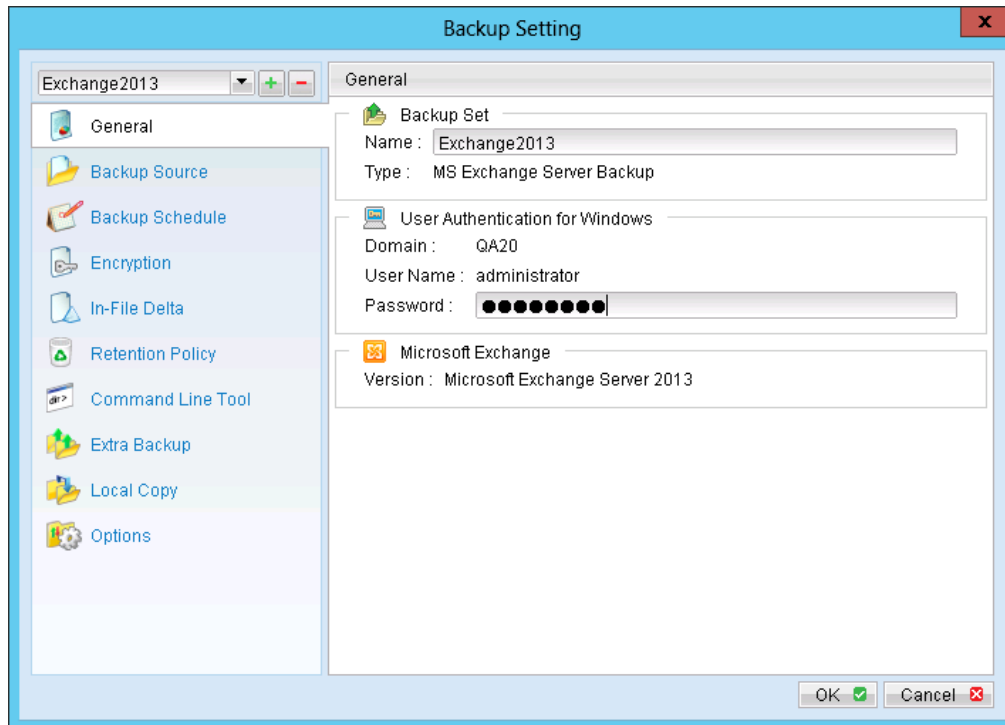 Backup Setting
x
Exchange2013
General
Backup Source
Backup Schedule
Encryption
In-File Delta
Retention Policy
dir>
Command Line Tool
Extra Backup
Local Copy
Options
General
Backup Set
Name : Exchange2013
Type : MS Exchange Server Backup
User Authentication for Windows
Domain : QA20
User Name : administrator
Password : ●●●●●●●●
Microsoft Exchange
Version : Microsoft Exchange Server 2013
OK
Cancel